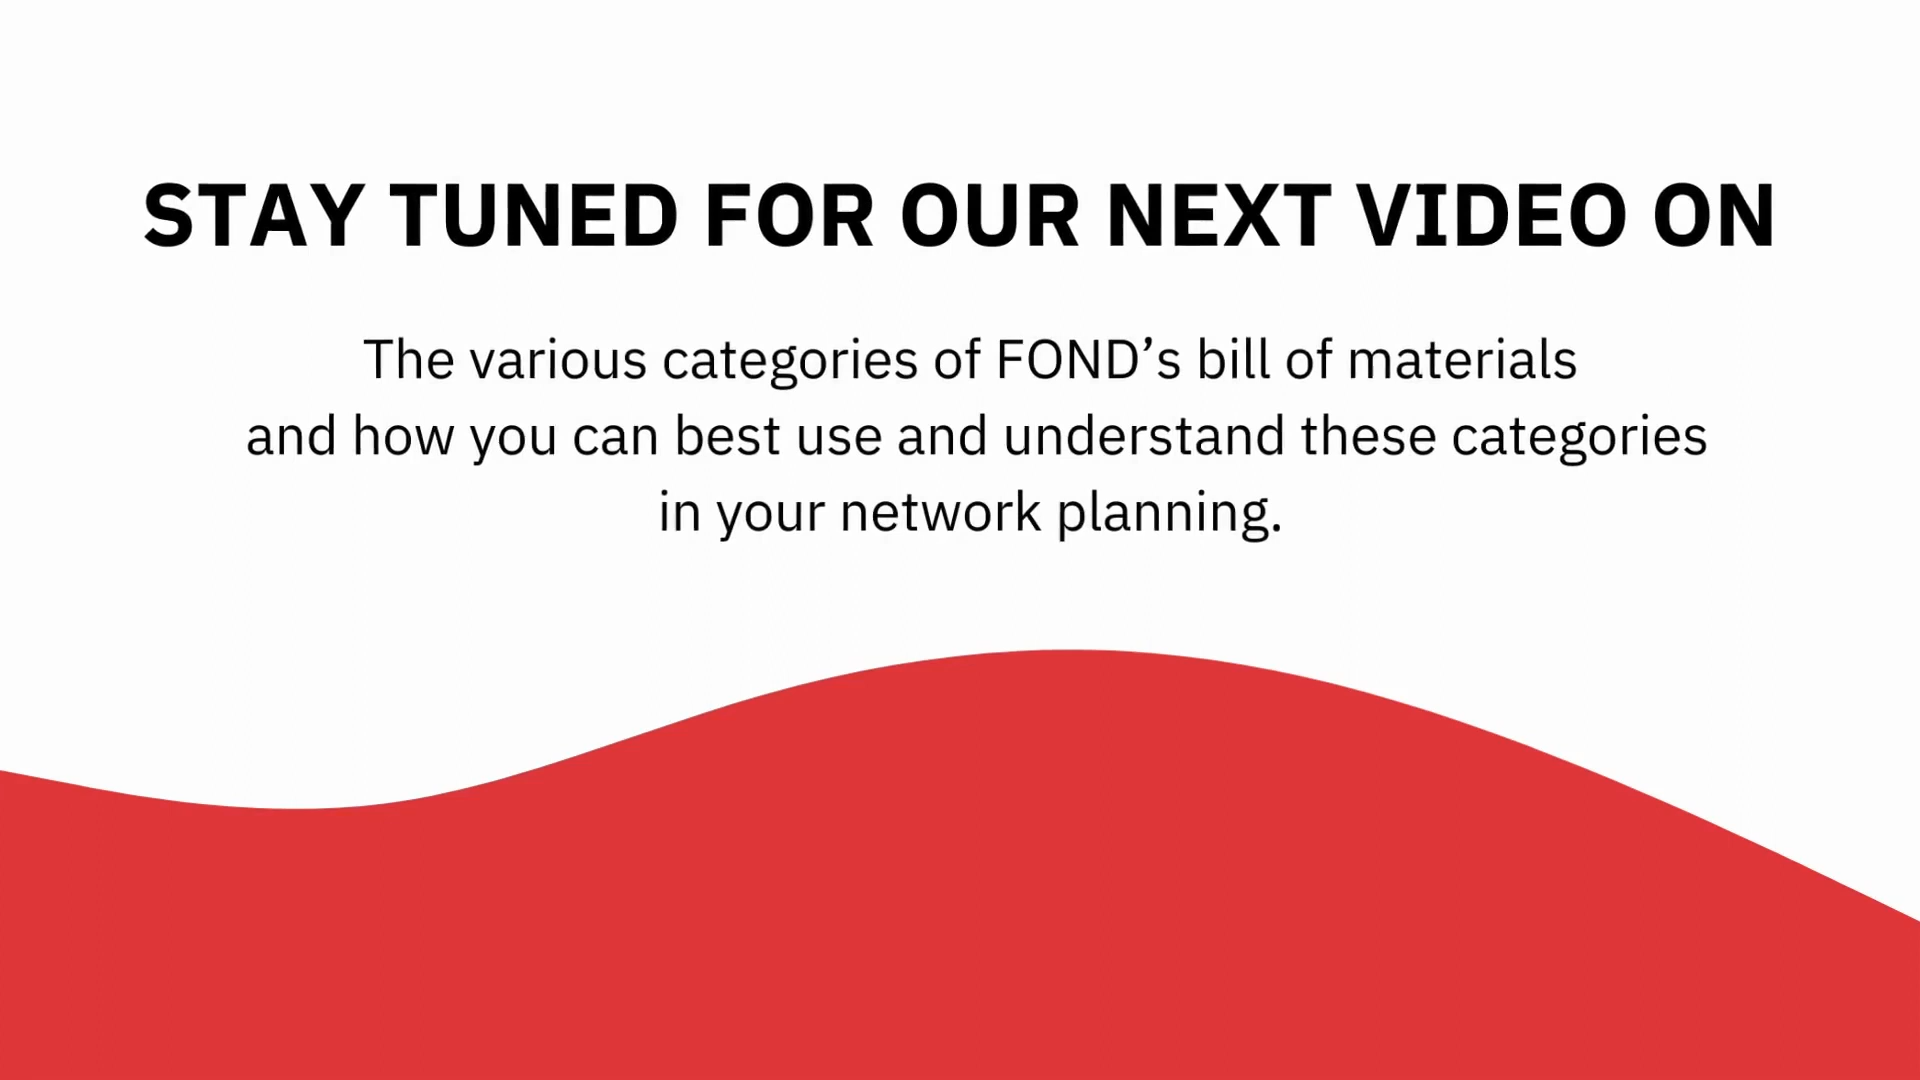 STAY TUNED FOR OUR NEXT VIDEO ON
The various categories of FOND’s bill of materials
and how you can best use and understand these categories
in your network planning.